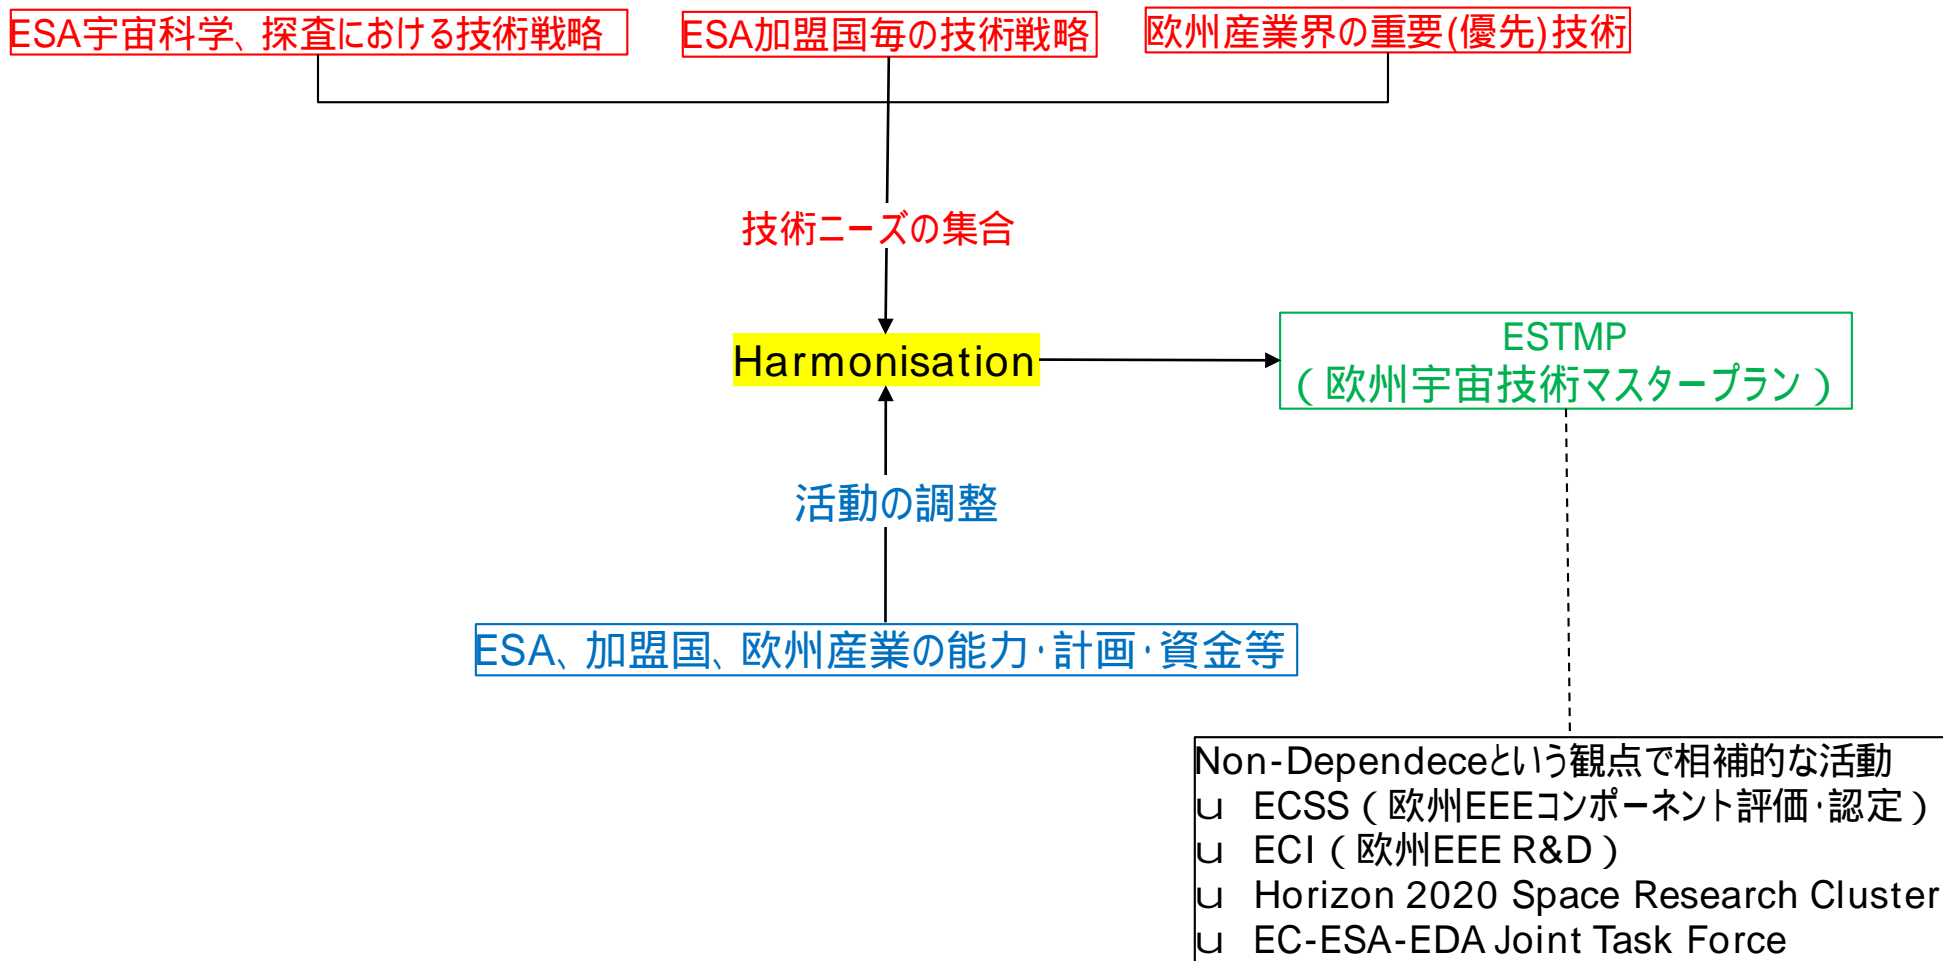 ESA宇宙科学、探査における技術戦略
ESA加盟国毎の技術戦略
欧州産業界の重要(優先)技術
技術ニーズの集合
Harmonisation
ESTMP
（欧州宇宙技術マスタープラン）
活動の調整
ESA、加盟国、欧州産業の能力・計画・資金等
Non-Dependeceという観点で相補的な活動
u ECSS（欧州EEEコンポーネント評価・認定）
u ECI（欧州EEE R&D）
u Horizon 2020 Space Research Cluster
u EC-ESA-EDA Joint Task Force